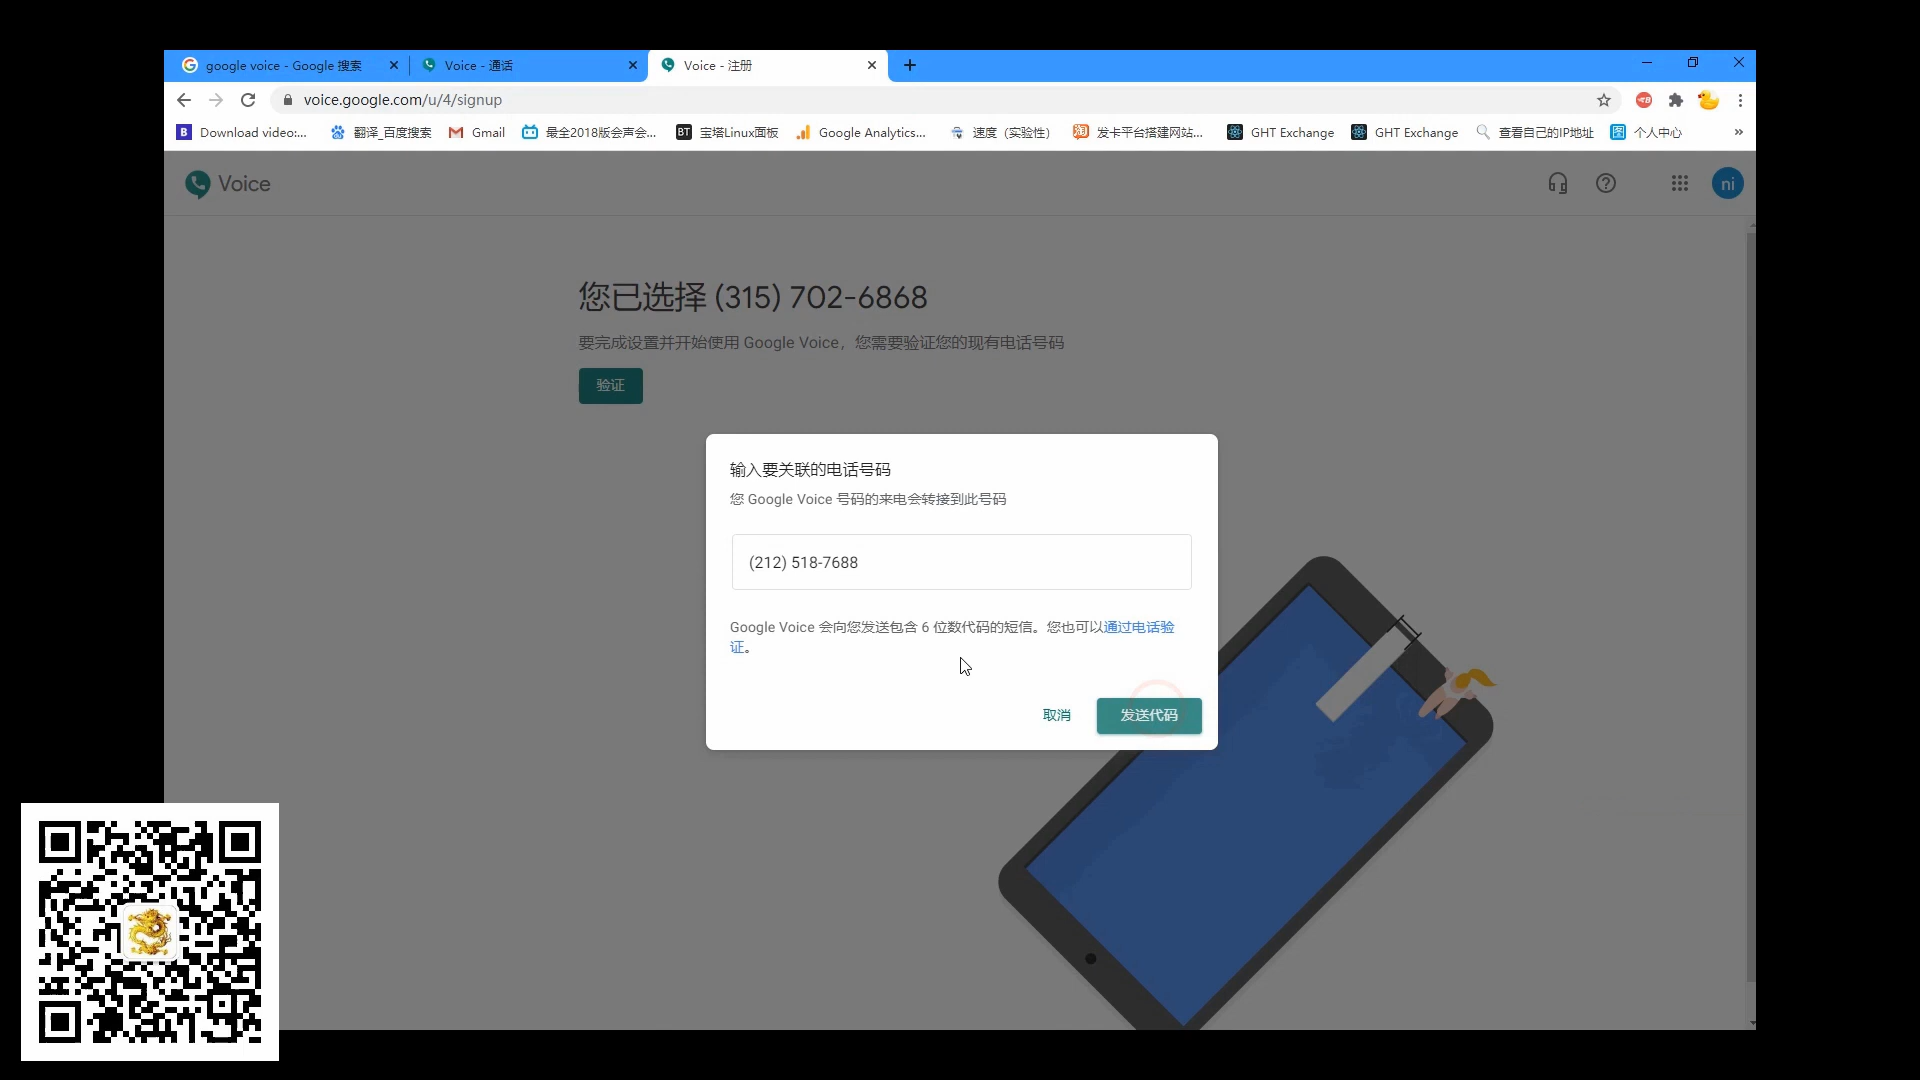 google voice - Google 搜索
Voice - 通话
Voice - 注册
voice.google.com/u/4/signup
Download video:...
翻译_百度搜索
Gmail
最全2018版会声会...
BT 宝塔Linux面板
Google Analytics...
速度（实验性）
淘 发卡平台搭建网站...
GHT Exchange
GHT Exchange
查看自己的IP地址
图 个人中心
»
Voice
ni
您已选择 (315) 702-6868
要完成设置并开始使用 Google Voice，您需要验证您的现有电话号码
验证
输入要关联的电话号码
您 Google Voice 号码的来电会转接到此号码
(212) 518-7688
Google Voice 会向您发送包含 6 位数代码的短信。您也可以通过电话验
证。
取消
发送代码